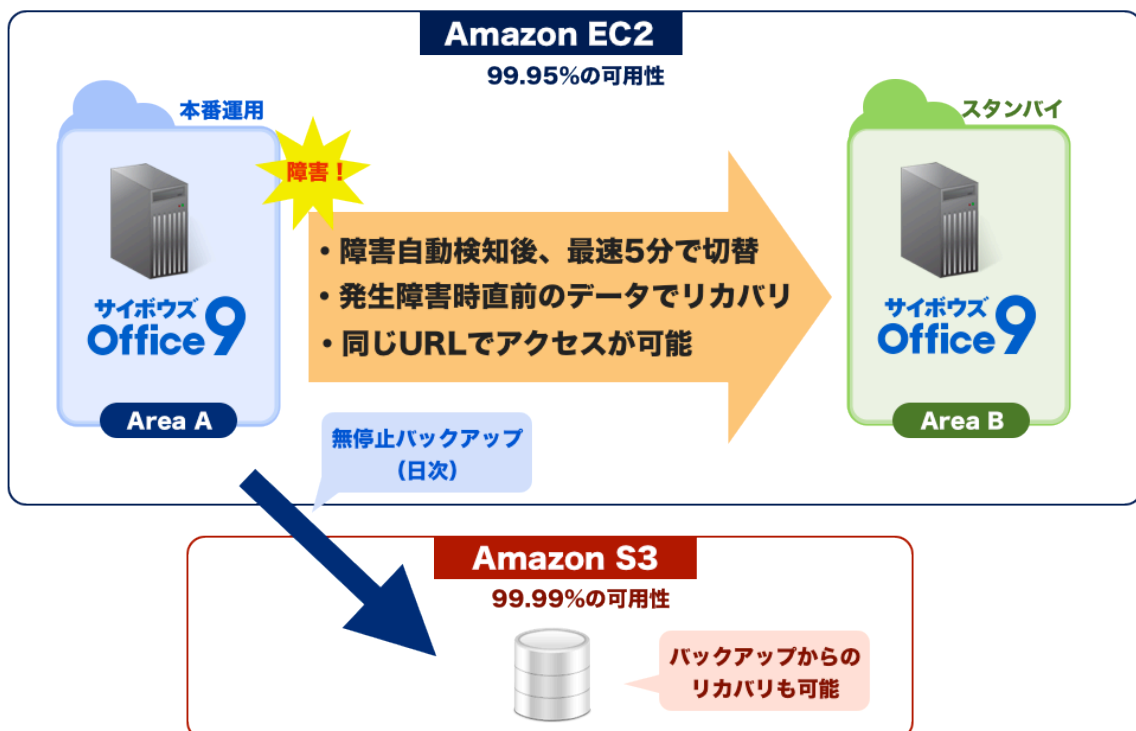 Amazon EC2
99.95%の可用性
本番運用
スタンバイ
障害！
・障害自動検知後、最速5分で切替
・発生障害時直前のデータでリカバリ
・同じURLでアクセスが可能
サイボウズ
Office 9
サイボウズ
Office 9
Area A
Area B
無停止バックアップ
（日次）
Amazon S3
99.99%の可用性
バックアップからの
リカバリも可能